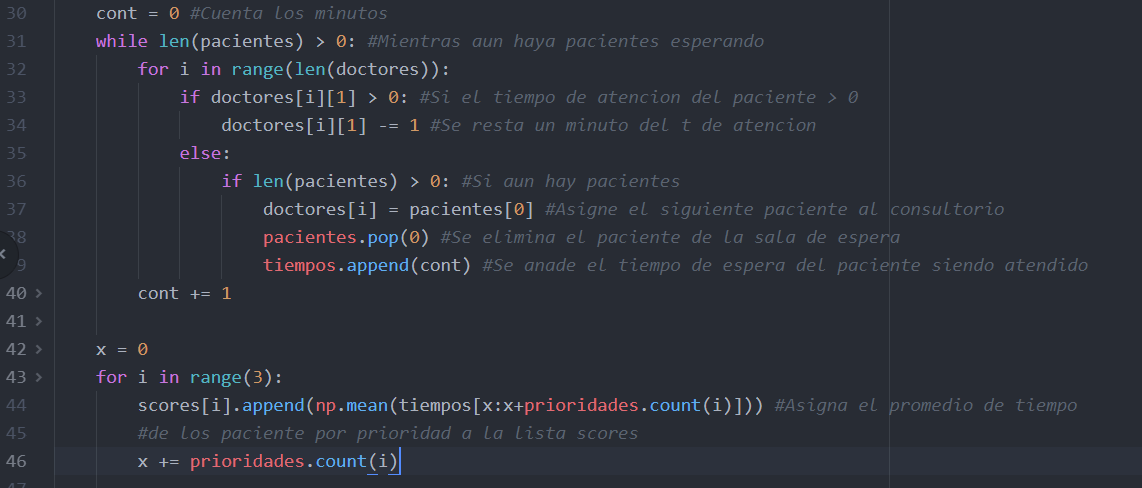 30 cont = 0 #Cuenta los minutos
31 while len(pacientes) > 0: #Mientras aun haya pacientes esperando
32 for i in range(len(doctores)):
33 if doctores[i][1] > 0: #Si el tiempo de atencion del paciente > 0
34 doctores[i][1] -= 1 #Se resta un minuto del t de atencion
35 else:
36 if len(pacientes) > 0: #Si aun hay pacientes
37 doctores[i] = pacientes[0] #Asigne el siguiente paciente al consultorio
38 pacientes.pop(0) #Se elimina el paciente de la sala de espera
9 tiempos.append(cont) #Se anade el tiempo de espera del paciente siendo atendido
40 cont += 1
41
42 x = 0
43 for i in range(3):
44 scores[i].append(np.mean(tiempos[x:x+prioridades.count(i)])) #Asigna el promedio de tiempo
45 #de los paciente por prioridad a la lista scores
46 x += prioridades.count(i)